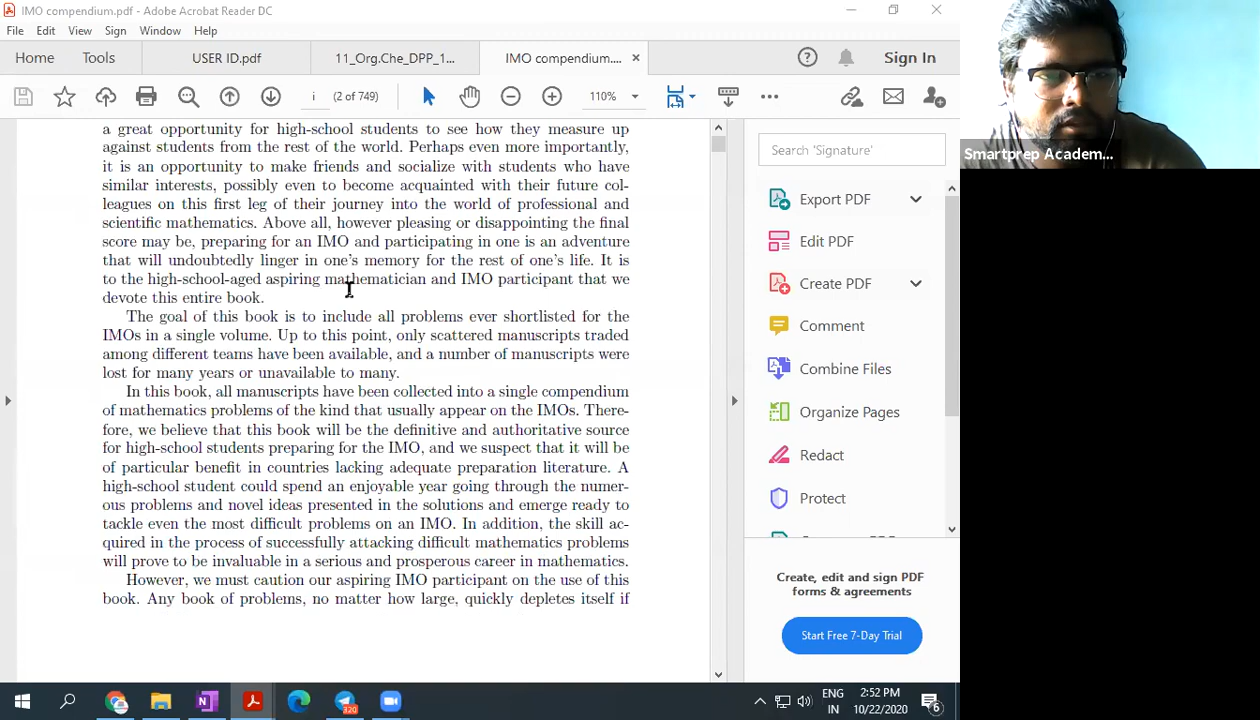 IMO compendium.pdf - Adobe Acrobat Reader DC
File Edit View Sign Window Help
Home Tools USER ID.pdf 11_Org.Che_DPP_1... IMO compendium.... × Sign In
i (2 of 749) 110%
a great opportunity for high-school students to see how they measure up
against students from the rest of the world. Perhaps even more importantly,
it is an opportunity to make friends and socialize with students who have
similar interests, possibly even to become acquainted with their future col-
leagues on this first leg of their journey into the world of professional and
scientific mathematics. Above all, however pleasing or disappointing the final
score may be, preparing for an IMO and participating in one is an adventure
that will undoubtedly linger in one's memory for the rest of one's life. It is
to the high-school-aged aspiring mathematician and IMO participant that we
devote this entire book.
The goal of this book is to include all problems ever shortlisted for the
IMOs in a single volume. Up to this point, only scattered manuscripts traded
among different teams have been available, and a number of manuscripts were
lost for many years or unavailable to many.
In this book, all manuscripts have been collected into a single compendium
of mathematics problems of the kind that usually appear on the IMOs. There-
fore, we believe that this book will be the definitive and authoritative source
for high-school students preparing for the IMO, and we suspect that it will be
of particular benefit in countries lacking adequate preparation literature. A
high-school student could spend an enjoyable year going through the numer-
ous problems and novel ideas presented in the solutions and emerge ready to
tackle even the most difficult problems on an IMO. In addition, the skill ac-
quired in the process of successfully attacking difficult mathematics problems
will prove to be invaluable in a serious and prosperous career in mathematics.
However, we must caution our aspiring IMO participant on the use of this
book. Any book of problems, no matter how large, quickly depletes itself if
Search 'Signature'
Export PDF
Edit PDF
Create PDF
Comment
Combine Files
Organize Pages
Redact
Protect
Create, edit and sign PDF
forms & agreements
Start Free 7-Day Trial
Smartprep Academ...
320
ENG
IN
2:52 PM
10/22/2020
6